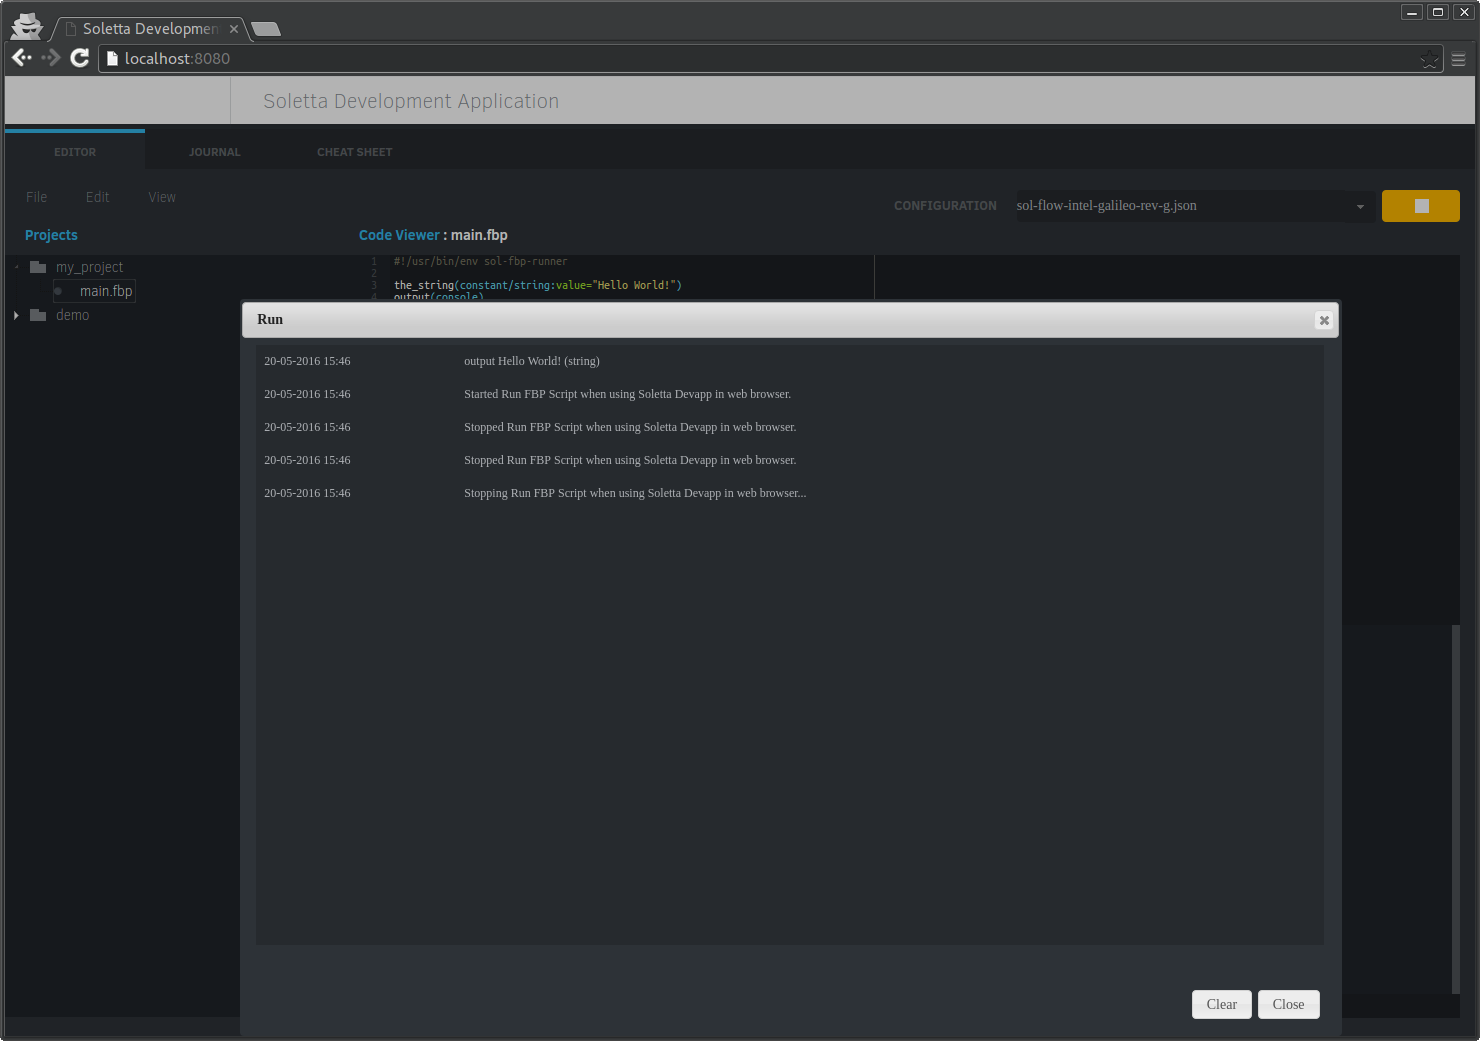 Soletta Developmen
localhost:8080
Soletta Development Application
EDITOR JOURNAL CHEAT SHEET
File Edit View
CONFIGURATION sol-flow-intel-galileo-rev-g.json
Projects
Code Viewer : main.fbp
my_project
main.fbp
demo
1 #!/usr/bin/env sol-fbp-runner
2
3 the_string(constant/string:value="Hello World!")
4 output(console)
Run
20-05-2016 15:46 output Hello World! (string)
20-05-2016 15:46 Started Run FBP Script when using Soletta Devapp in web browser.
20-05-2016 15:46 Stopped Run FBP Script when using Soletta Devapp in web browser.
20-05-2016 15:46 Stopped Run FBP Script when using Soletta Devapp in web browser.
20-05-2016 15:46 Stopping Run FBP Script when using Soletta Devapp in web browser...
Clear Close